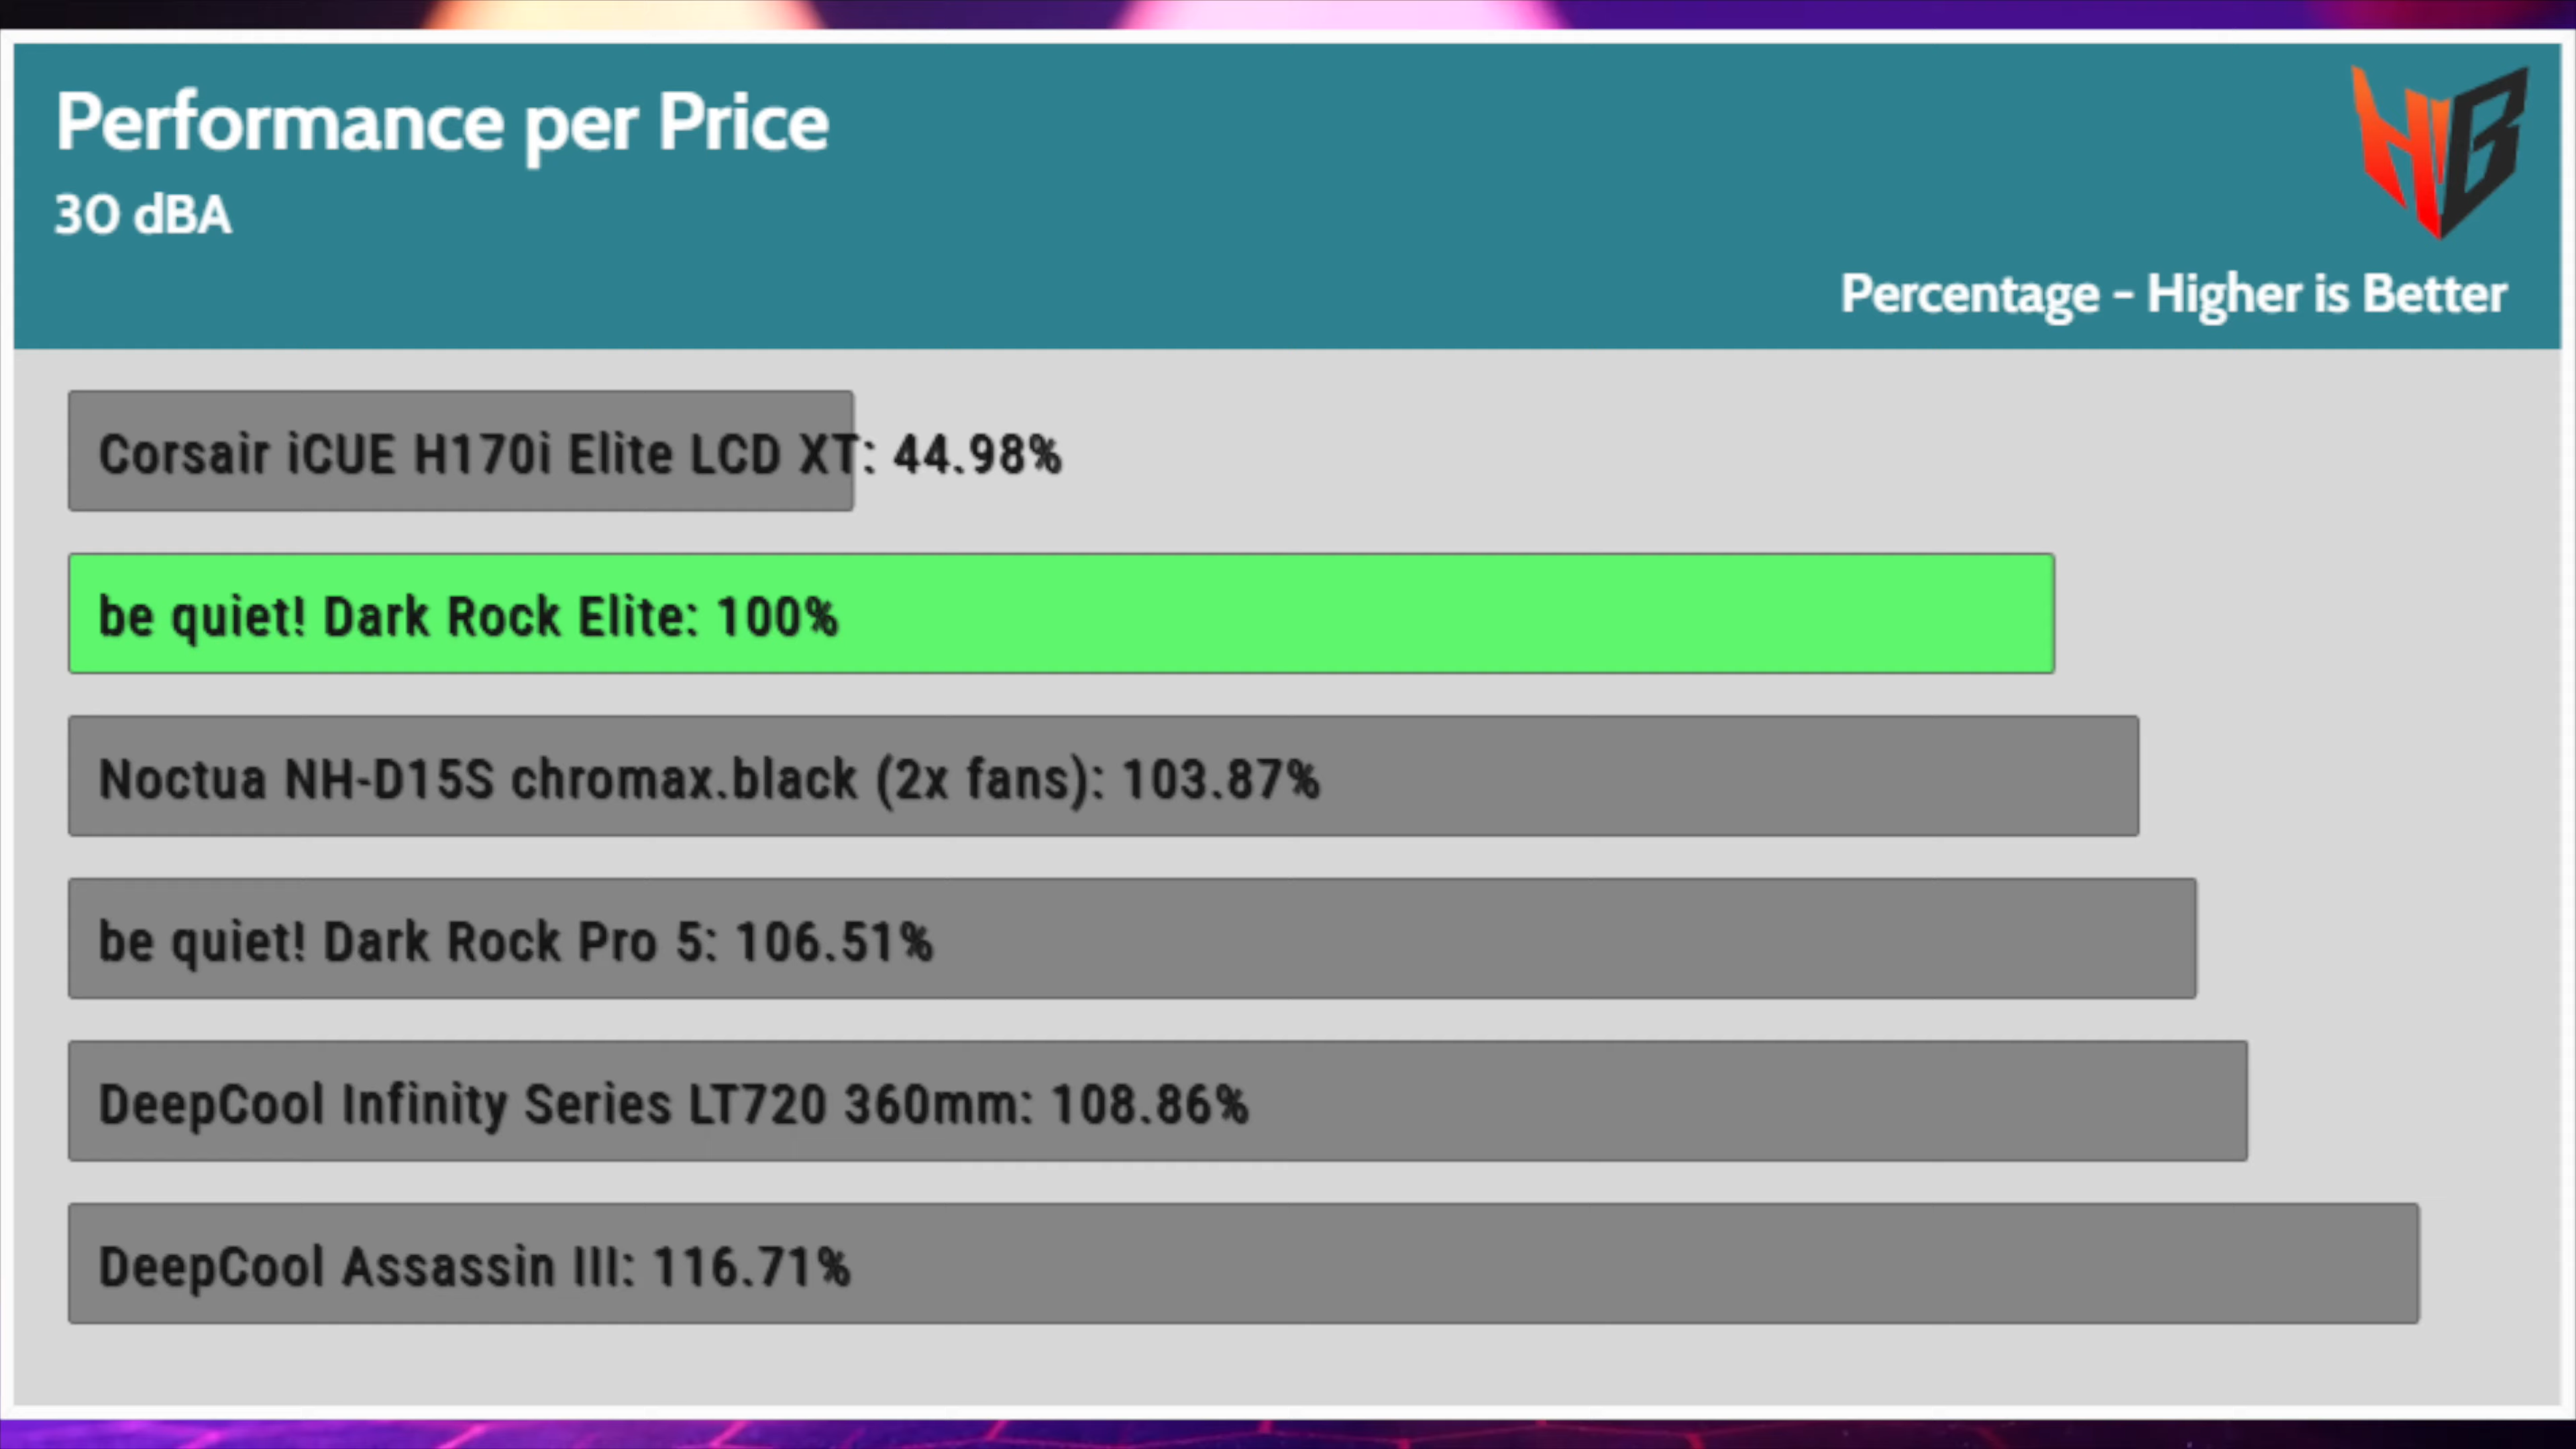 Performance per Price
30 dBA
HB
Percentage - Higher is Better
Corsair iCUE H170i Elite LCD XT: 44.98%
be quiet! Dark Rock Elite: 100%
Noctua NH-D15S chromax.black (2x fans): 103.87%
be quiet! Dark Rock Pro 5: 106.51%
DeepCool Infinity Series LT720 360mm: 108.86%
DeepCool Assassin III: 116.71%